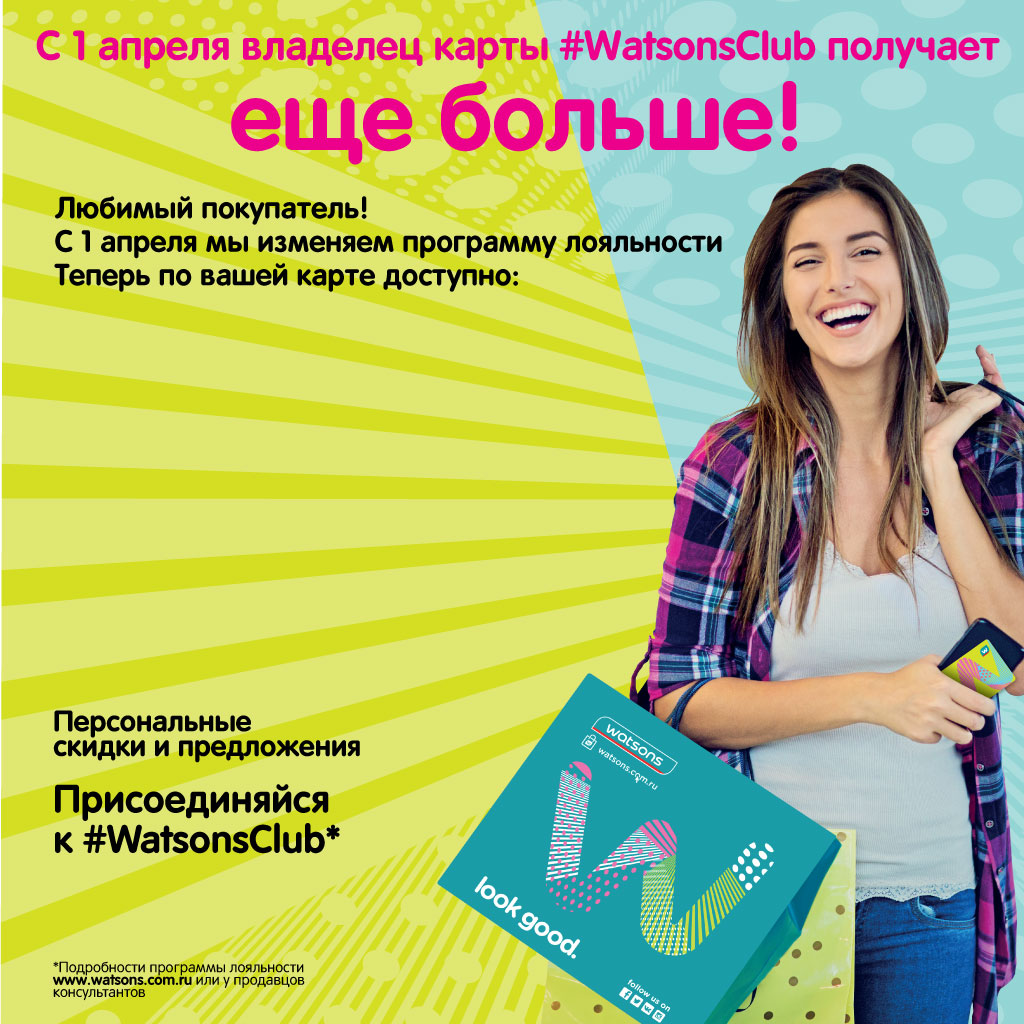 С 1 апреля владелец карты #WatsonsClub получает
еще больше!
Любимый покупатель!
С 1 апреля мы изменяем программу лояльности
Теперь по вашей карте доступно:
Персональные
скидки и предложения
Присоединяйся
к #WatsonsClub*
watsons
watsons.com.ru
look good.
follow us on
*Подробности программы лояльности
www.watsons.com.ru или у продавцов
консультантов